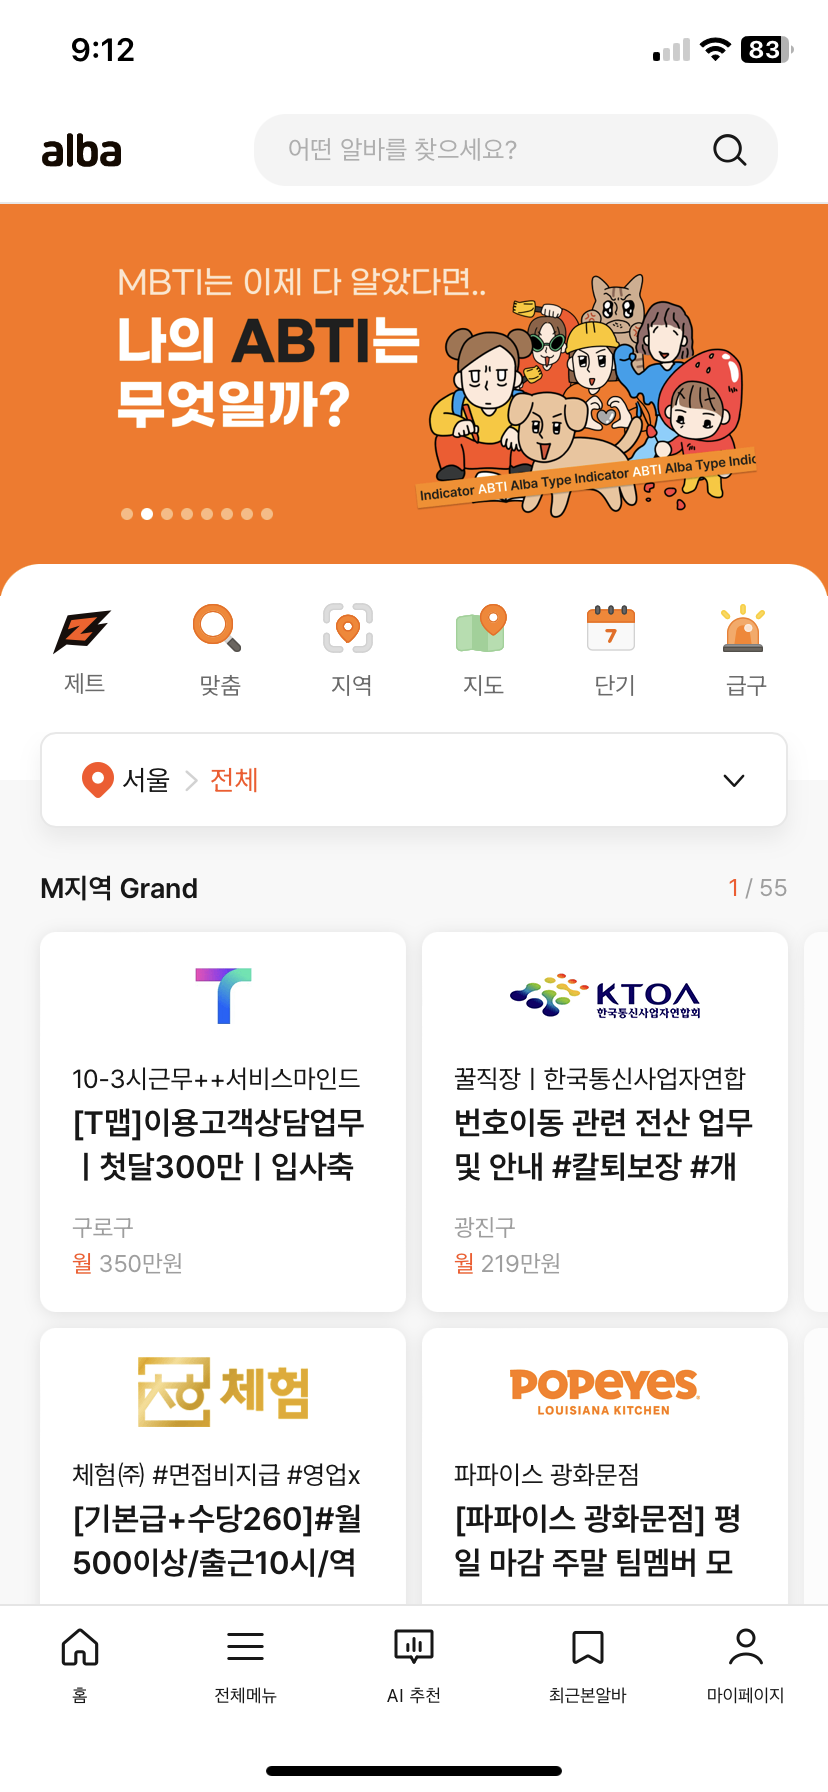 9:12
83
alba
어떤 알바를 찾으세요?
MBTI는 이제 다 알았다면..
나의 ABTI는
무엇일까?
Indicator ABTI Alba Type Indicator ABTI Alba Type Indic
제트
맞춤
지역
지도
7
단기
급구
서울 > 전체
M지역 Grand
1 / 55
T
10-3시근무++서비스마인드
[T맵]이용고객상담업무
ㅣ첫달300만ㅣ입사축
구로구
월 350만원
KTOA
한국통신사업자연합회
꿀직장ㅣ한국통신사업자연합
번호이동 관련 전산 업무
및 안내 #칼퇴보장 #개
광진구
월 219만원
체험
체험㈜ #면접비지급 #영업x
[기본급+수당260]#월
500이상/출근10시/역
POPEYES
LOUISIANA KITCHEN
파파이스 광화문점
[파파이스 광화문점] 평
일 마감 주말 팀멤버 모
홈
전체메뉴
AI 추천
최근본알바
마이페이지